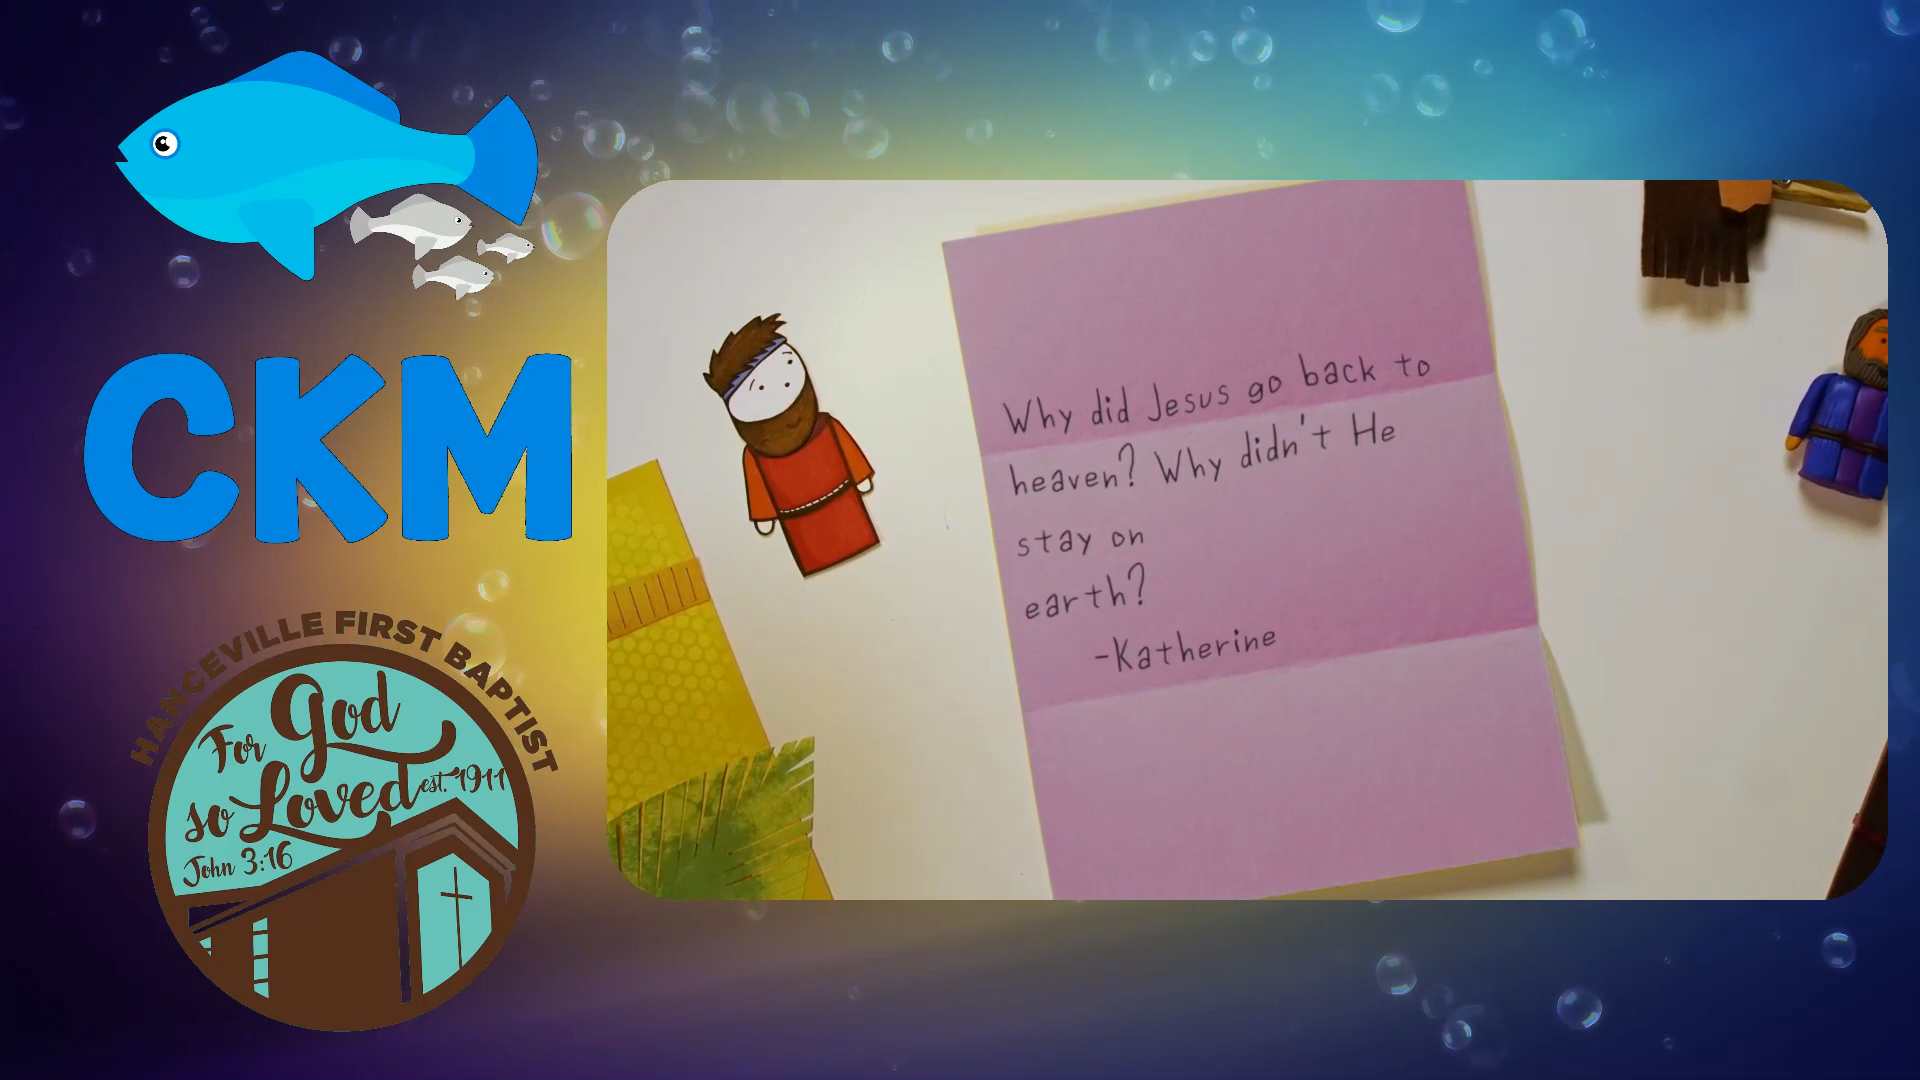 CKM
HANCEVILLE FIRST BAPTIST
For God
so Loved est. 1911
John 3:16
Why did Jesus go back to
heaven? Why didn't He
stay on
earth?
-Katherine